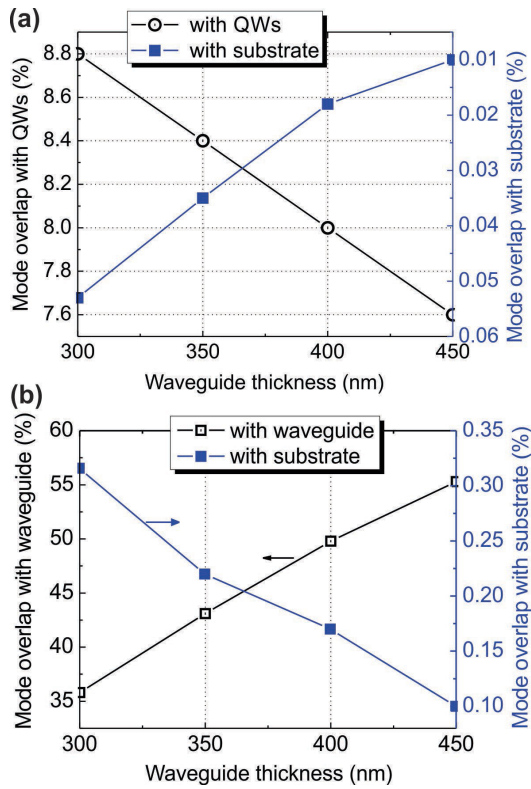 (a)
with QWs
with substrate
Mode overlap with QWs (%)
8.8
8.6
8.4
8.2
8.0
7.8
7.6
0.01
0.02
0.03
0.04
0.05
0.06
Mode overlap with substrate (%)
300
350
400
450
Waveguide thickness (nm)
(b)
with waveguide
with substrate
Mode overlap with waveguide (%)
60
55
50
45
40
35
0.35
0.30
0.25
0.20
0.15
0.10
Mode overlap with substrate (%)
300
350
400
450
Waveguide thickness (nm)